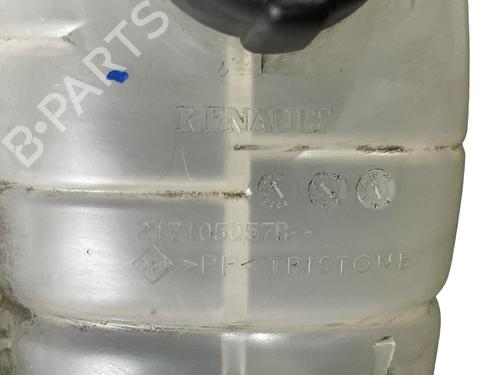 B-PARTS
RENAULT
217105057R--
>PP< TRISTONE